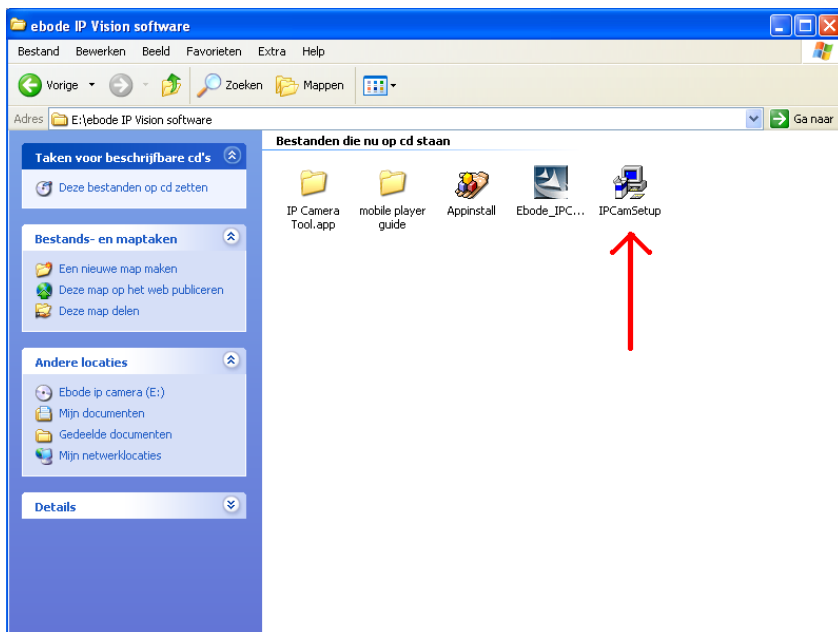 ebode IP Vision software
Bestand Bewerken Beeld Favorieten Extra Help
Vorige Zoeken Mappen
Adres E:\ebode IP Vision software Ga naar
Taken voor beschrijfbare cd's
Deze bestanden op cd zetten
Bestands- en maptaken
Een nieuwe map maken
Deze map op het web publiceren
Deze map delen
Andere locaties
Ebode ip camera (E:)
Mijn documenten
Gedeelde documenten
Mijn netwerklocaties
Details
Bestanden die nu op cd staan
IP Camera Tool.app
mobile player guide
Appinstall
Ebode_IPC...
IPCamSetup